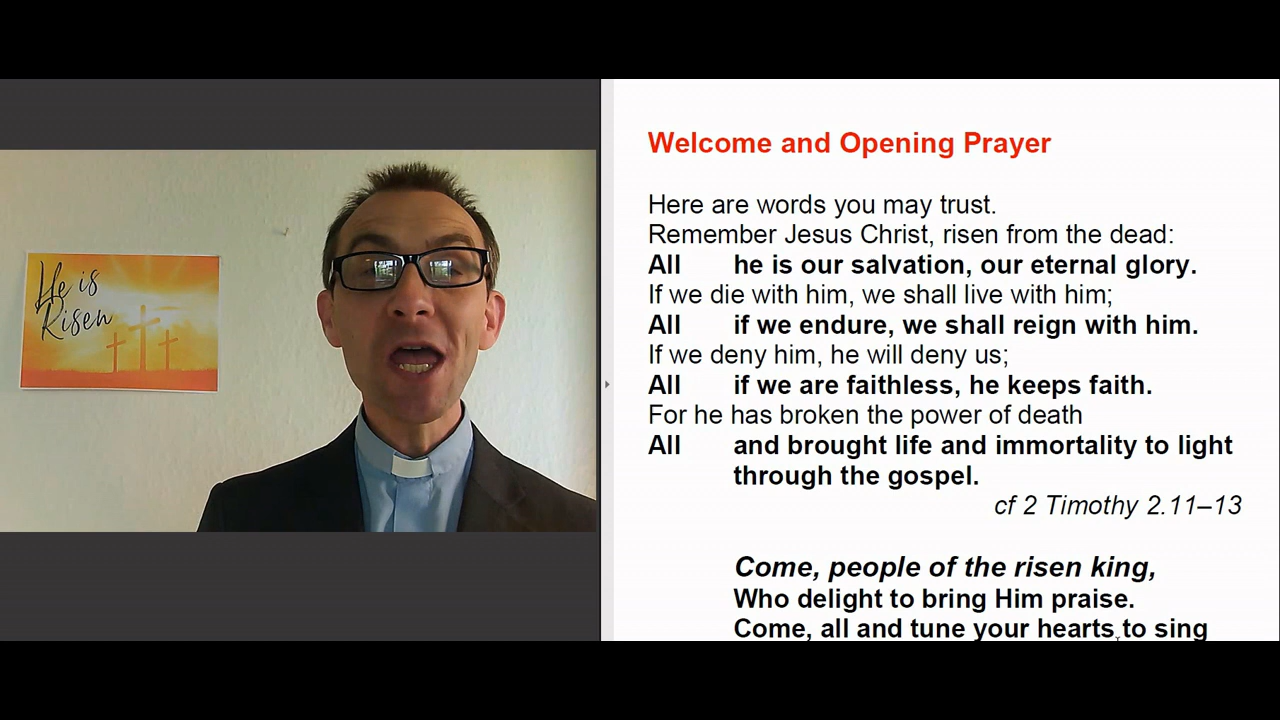 He is
Risen
Welcome and Opening Prayer
Here are words you may trust.
Remember Jesus Christ, risen from the dead:
All he is our salvation, our eternal glory.
If we die with him, we shall live with him;
All if we endure, we shall reign with him.
If we deny him, he will deny us;
All if we are faithless, he keeps faith.
For he has broken the power of death
All and brought life and immortality to light
through the gospel.
cf 2 Timothy 2.11–13
Come, people of the risen king,
Who delight to bring Him praise.
Come, all and tune your hearts to sing